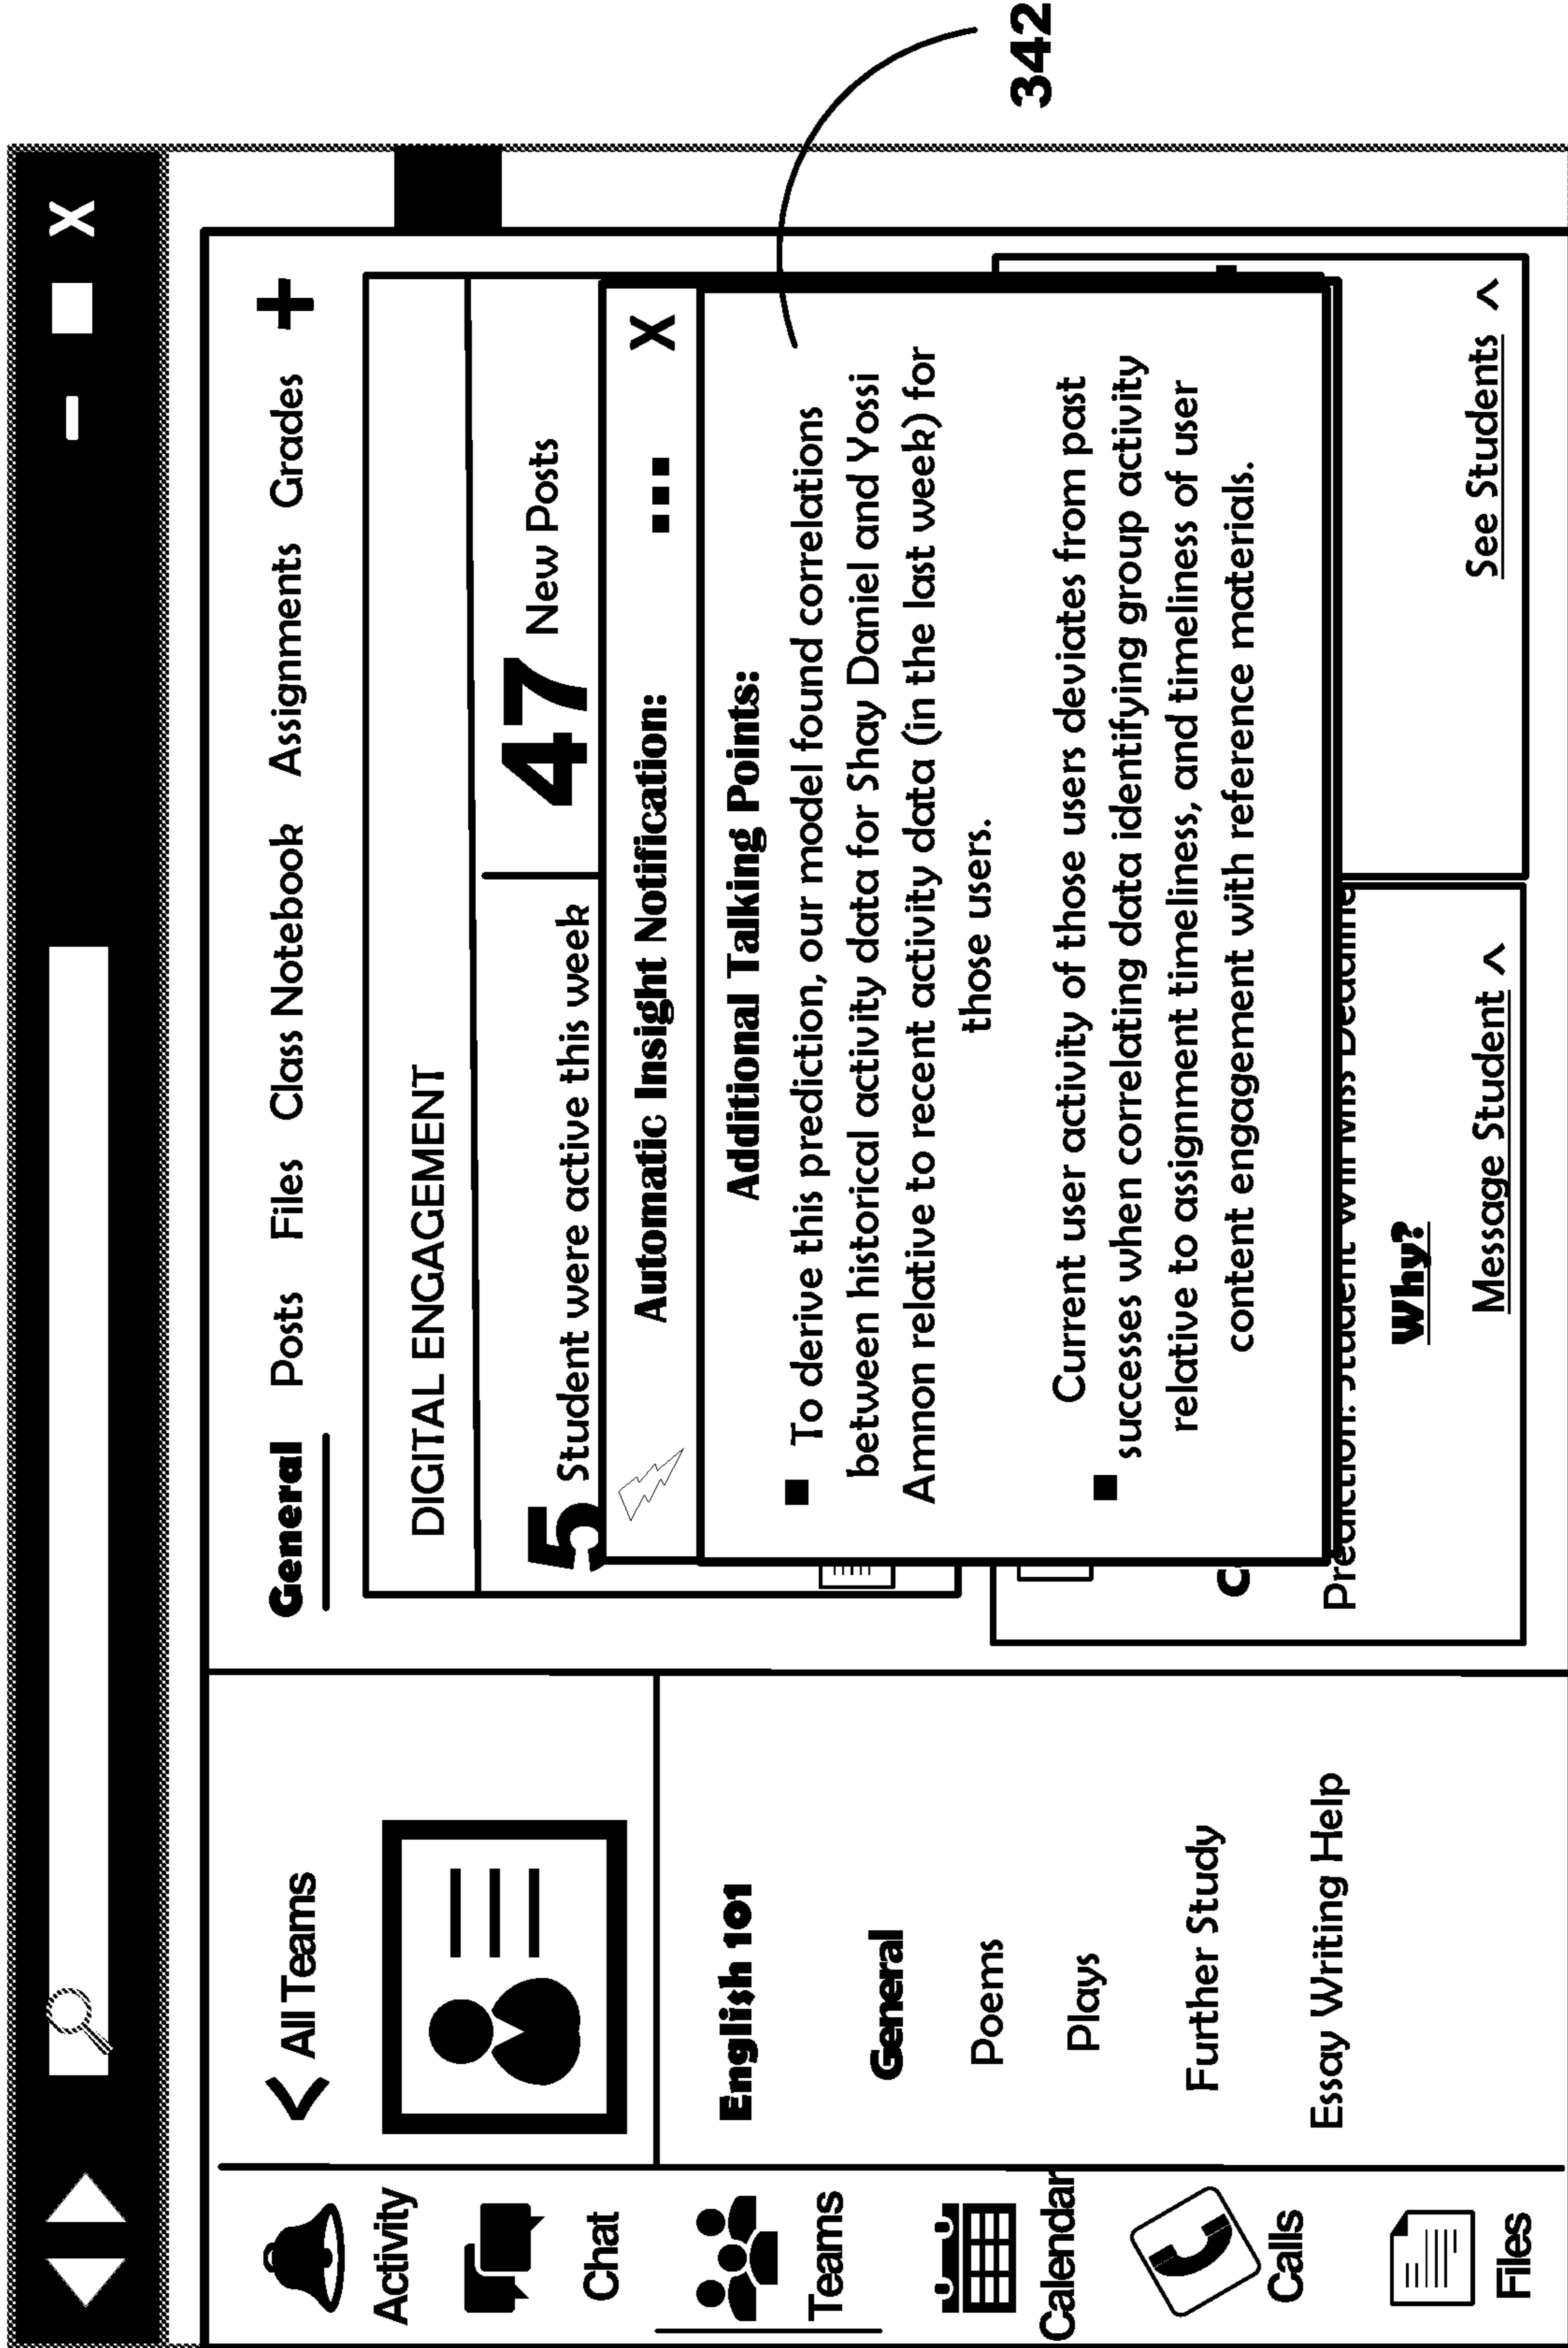 Activity
Chat
Teams
Calendar
Calls
Files
All Teams
English 101
General
Poems
Plays
Further Study
Essay Writing Help
General Posts Files Class Notebook Assignments Grades +
X
DIGITAL ENGAGEMENT
5 Student were active this week
47 New Posts
Automatic Insight Notification: ... X
Additional Talking Points:
■ To derive this prediction, our model found correlations
between historical activity data for Shay Daniel and Yossi
Amnon relative to recent activity data (in the last week) for
those users.
Current user activity of those users deviates from past
■ successes when correlating data identifying group activity
relative to assignment timeliness, and timeliness of user
content engagement with reference materials.
Prediction: Student Will Miss Deadline
Why?
Message Student
See Students
342